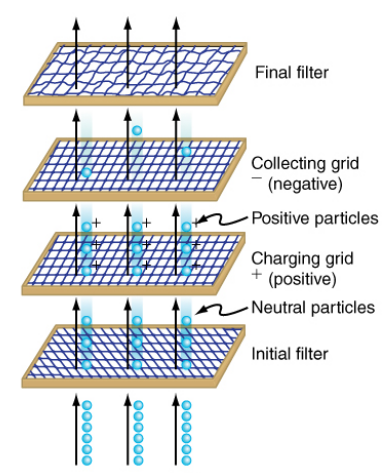 Final filter
Collecting grid
− (negative)
+ + +
Positive particles
+ + +
Charging grid
+ (positive)
+ + +
Neutral particles
Initial filter